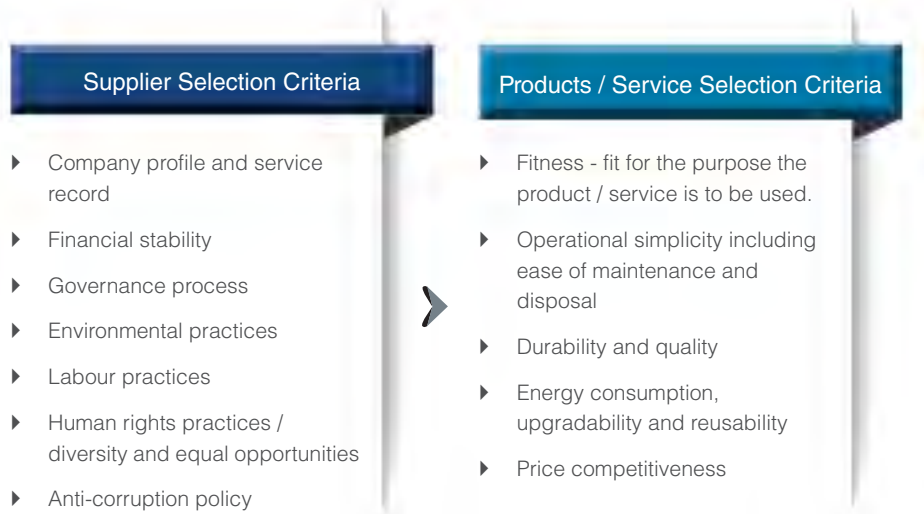 Supplier Selection Criteria
Company profile and service
record
Financial stability
Governance process
Environmental practices
Labour practices
Human rights practices /
diversity and equal opportunities
Anti-corruption policy
Products / Service Selection Criteria
Fitness - fit for the purpose the
product / service is to be used.
Operational simplicity including
ease of maintenance and
disposal
Durability and quality
Energy consumption,
upgradability and reusability
Price competitiveness